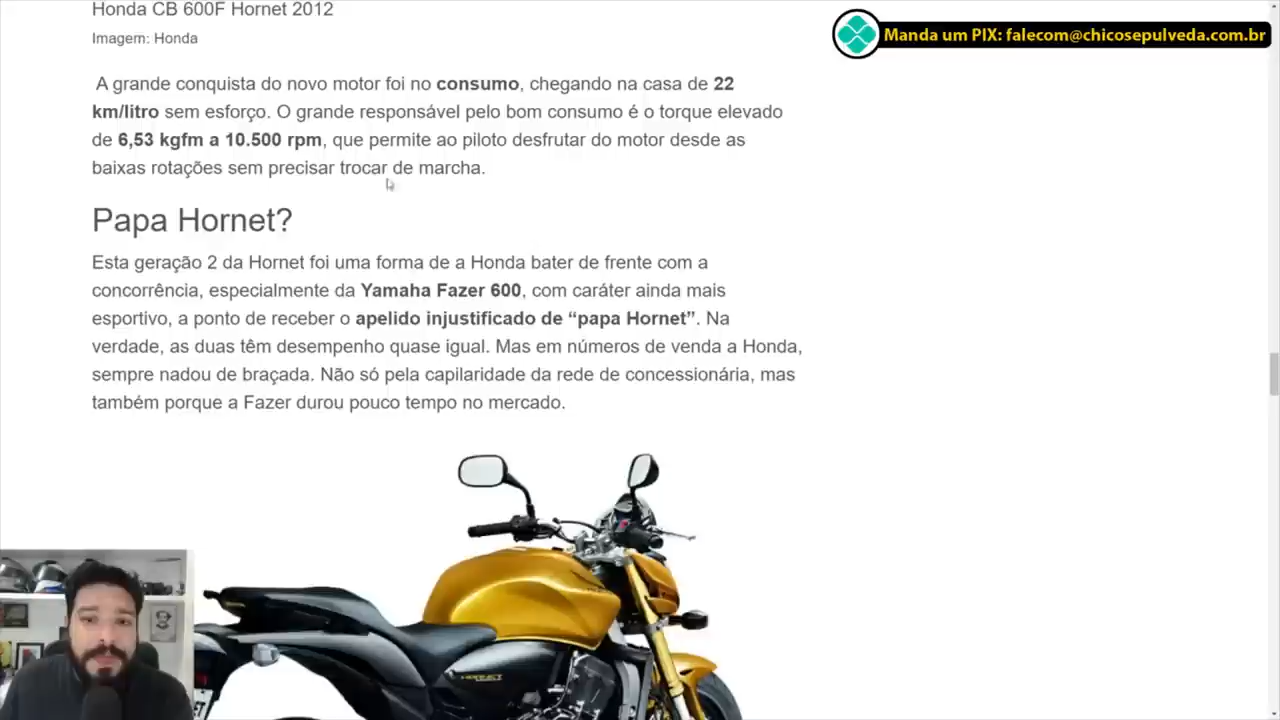 Honda CB 600F Hornet 2012
Imagem: Honda
Manda um PIX: falecom@chicosepulveda.com.br
A grande conquista do novo motor foi no consumo, chegando na casa de 22
km/litro sem esforço. O grande responsável pelo bom consumo é o torque elevado
de 6,53 kgfm a 10.500 rpm, que permite ao piloto desfrutar do motor desde as
baixas rotações sem precisar trocar de marcha.
Papa Hornet?
Esta geração 2 da Hornet foi uma forma de a Honda bater de frente com a
concorrência, especialmente da Yamaha Fazer 600, com caráter ainda mais
esportivo, a ponto de receber o apelido injustificado de “papa Hornet”. Na
verdade, as duas têm desempenho quase igual. Mas em números de venda a Honda,
sempre nadou de braçada. Não só pela capilaridade da rede de concessionária, mas
também porque a Fazer durou pouco tempo no mercado.
HORNET